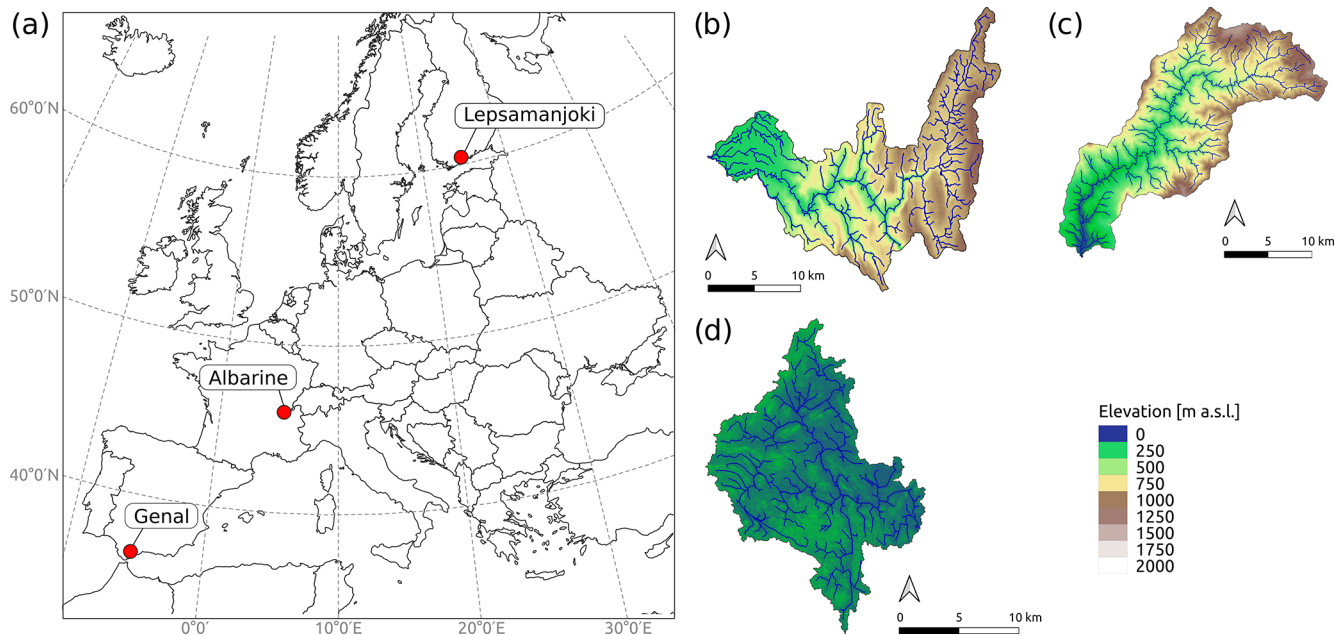 (a)
60°0′N
50°0′N
40°0′N
0°0′
10°0′E
20°0′E
30°0′E
Lepsamanjoki
Albarine
Genal
(b)
0 5 10 km
(c)
0 5 10 km
(d)
0 5 10 km
Elevation [m a.s.l.]
0
250
500
750
1000
1250
1500
1750
2000